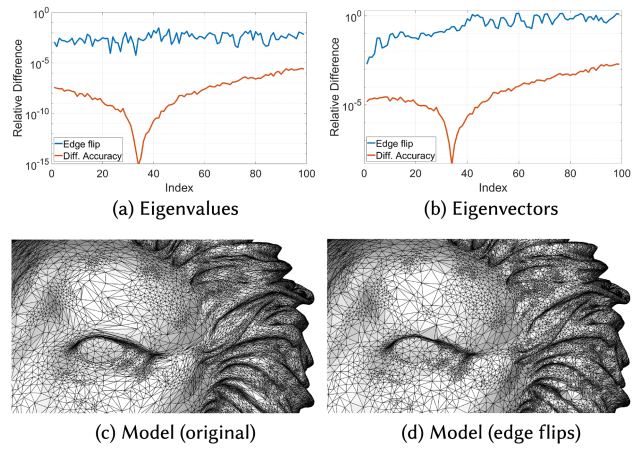 10^0
10^-5
10^-10
10^-15
Relative Difference
Edge flip
Diff. Accuracy
0 20 40 60 80 100
Index
(a) Eigenvalues
10^0
10^-5
Relative Difference
Edge flip
Diff. Accuracy
0 20 40 60 80 100
Index
(b) Eigenvectors
(c) Model (original)
(d) Model (edge flips)